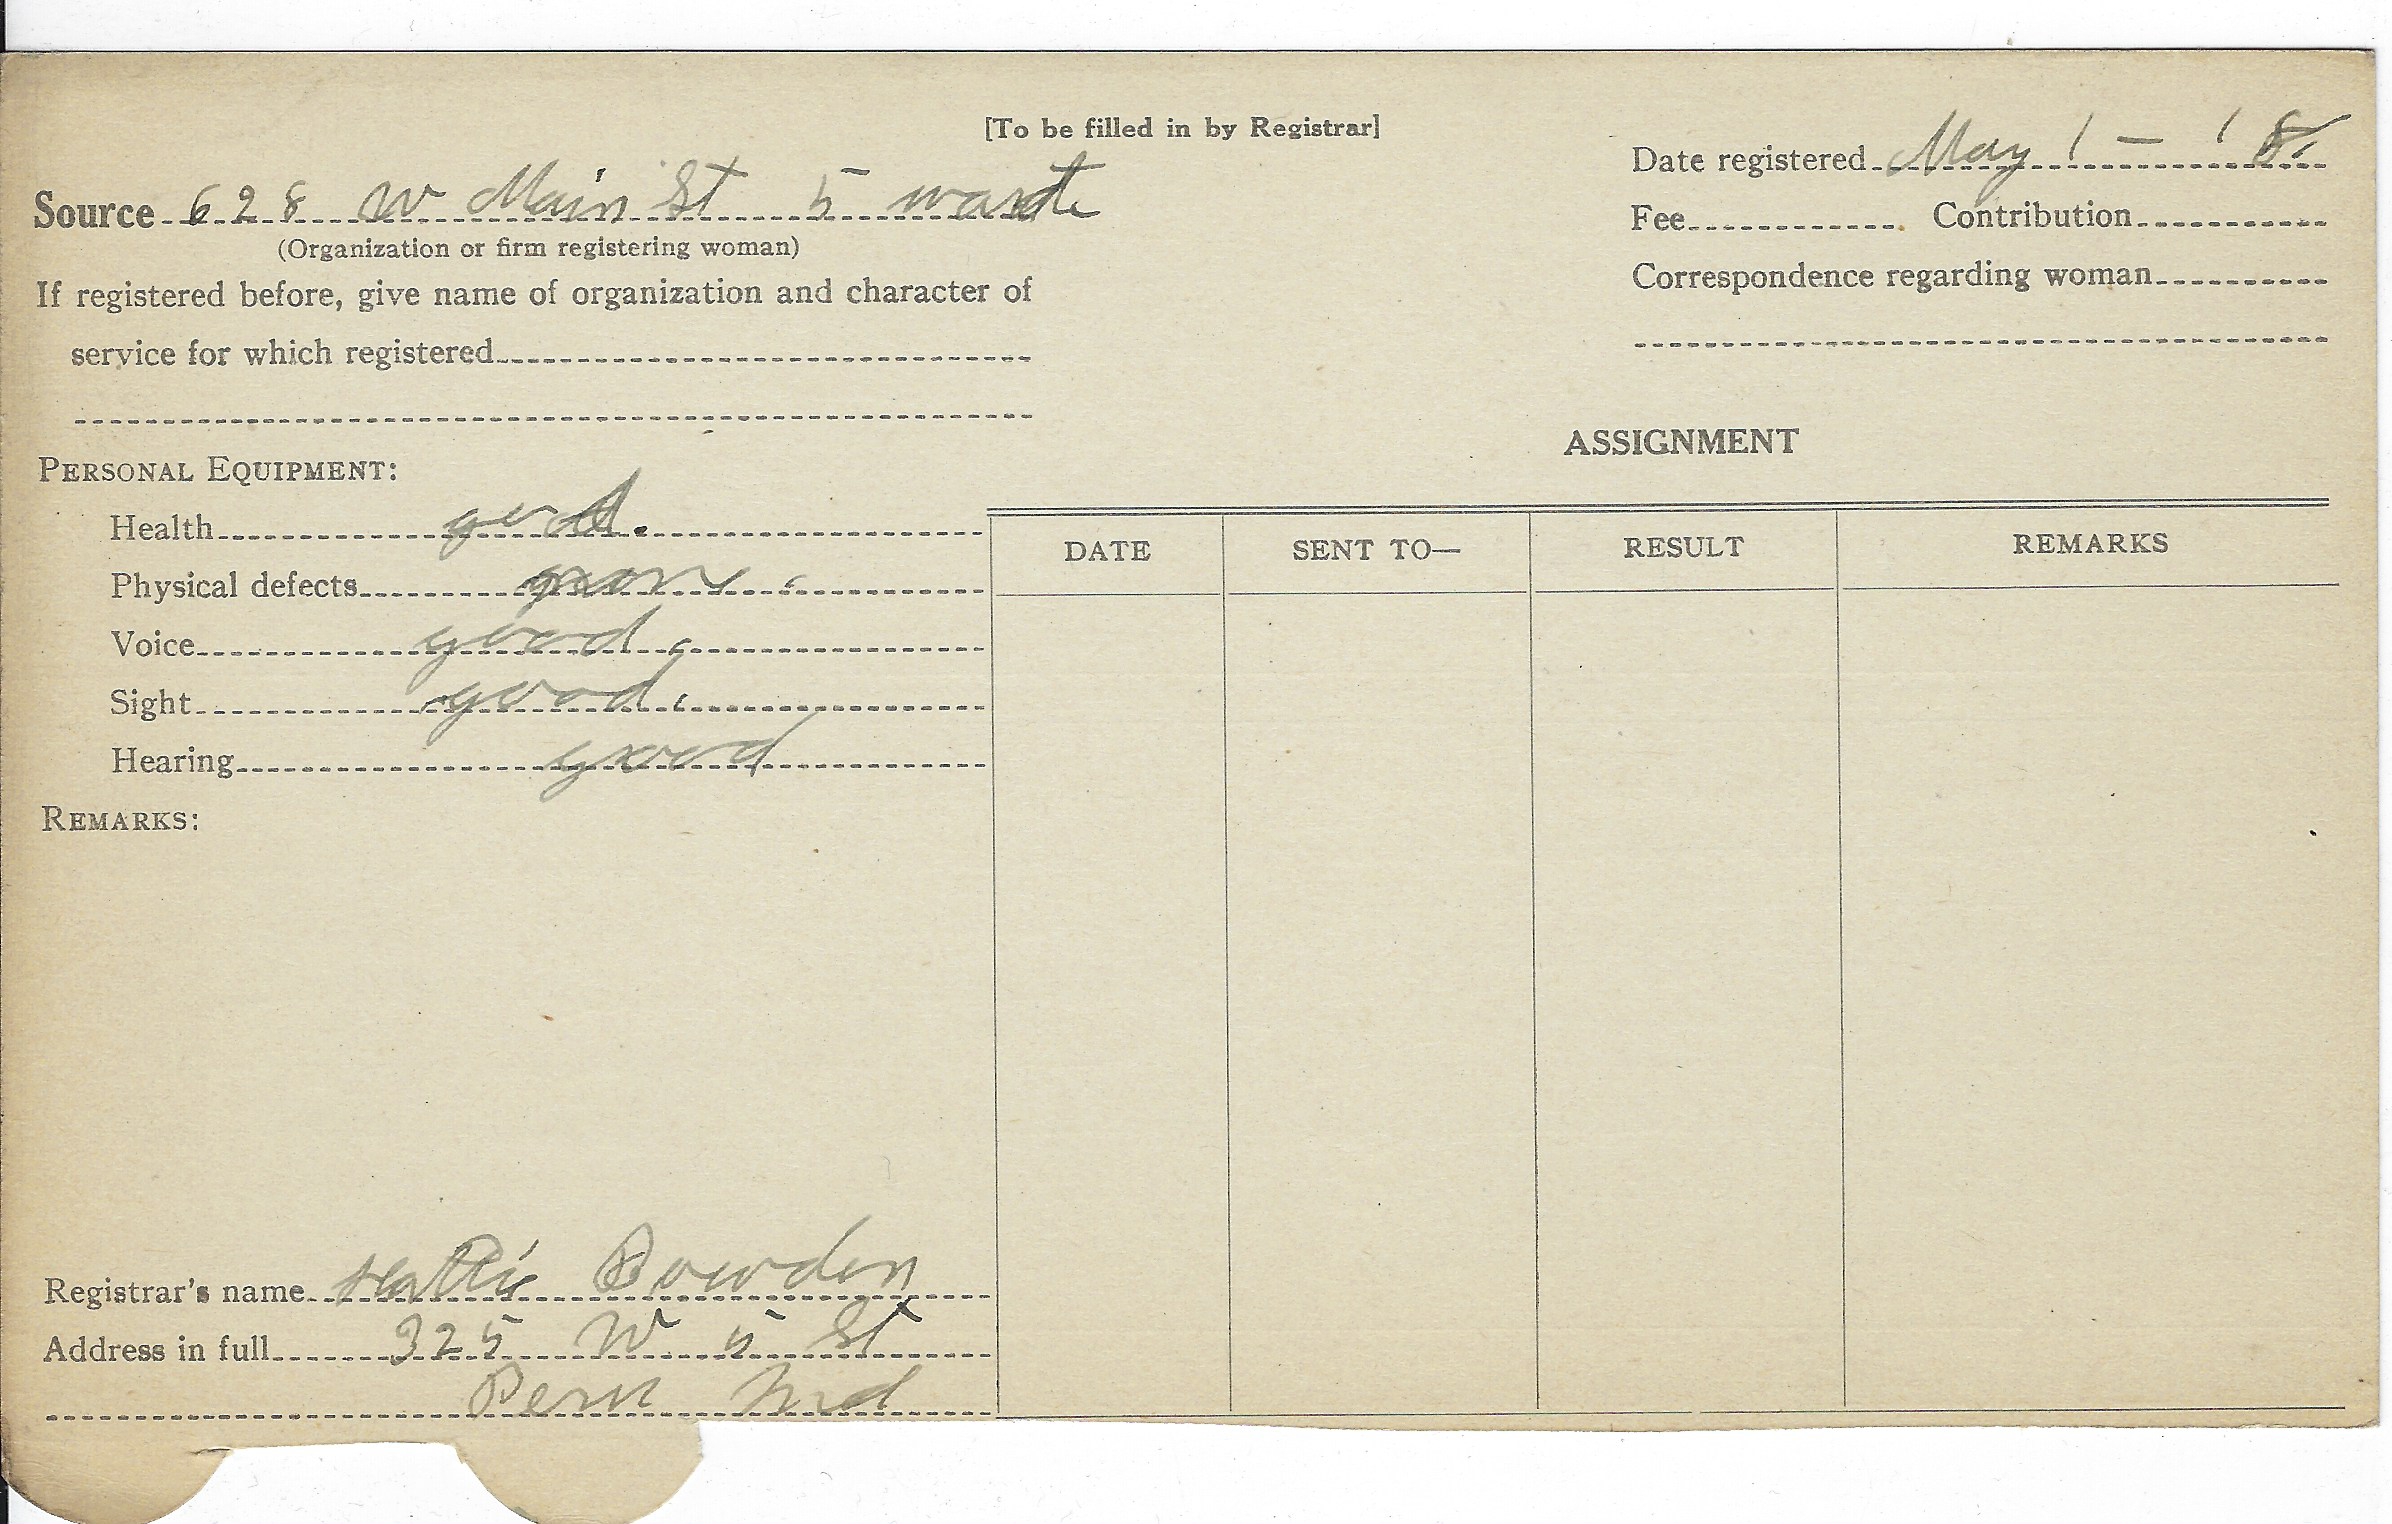 [To be filled in by Registrar]
Date registered May 1 - '18.
Source 628 W Main St 5 warde
(Organization or firm registering woman)
Fee Contribution
If registered before, give name of organization and character of
service for which registered
Correspondence regarding woman
ASSIGNMENT
PERSONAL EQUIPMENT:
Health good.
Physical defects none.
Voice good.
Sight good.
Hearing good
DATE SENT TO— RESULT REMARKS
REMARKS:
Registrar's name Hattie Bowden
Address in full 325 W 5 St
Peru Ind